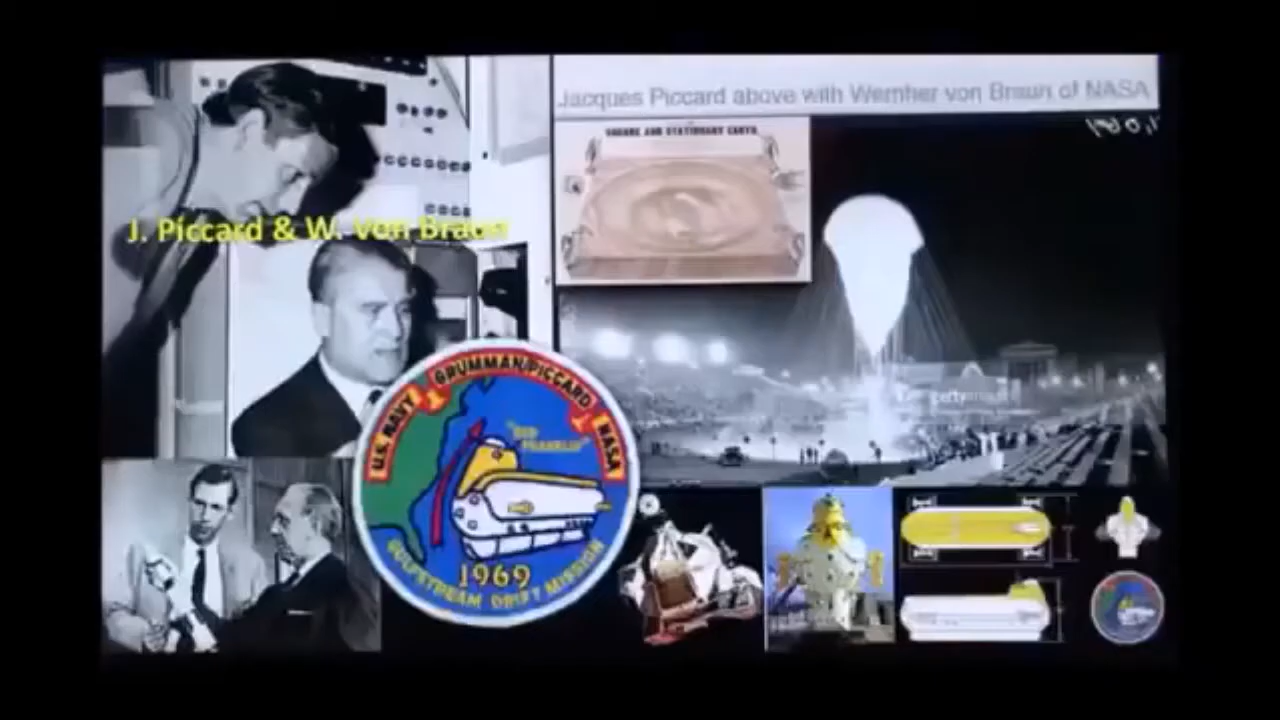 Jacques Piccard above with Wernher von Braun of NASA
SQUARE AND STATIONARY EARTH
J. Piccard & W. Von Braun
gettyimages
U.S. NAVY
GRUMMAN/PICCARD
NASA
"BEN
FRANKLIN"
1969
GULFSTREAM DRIFT MISSION